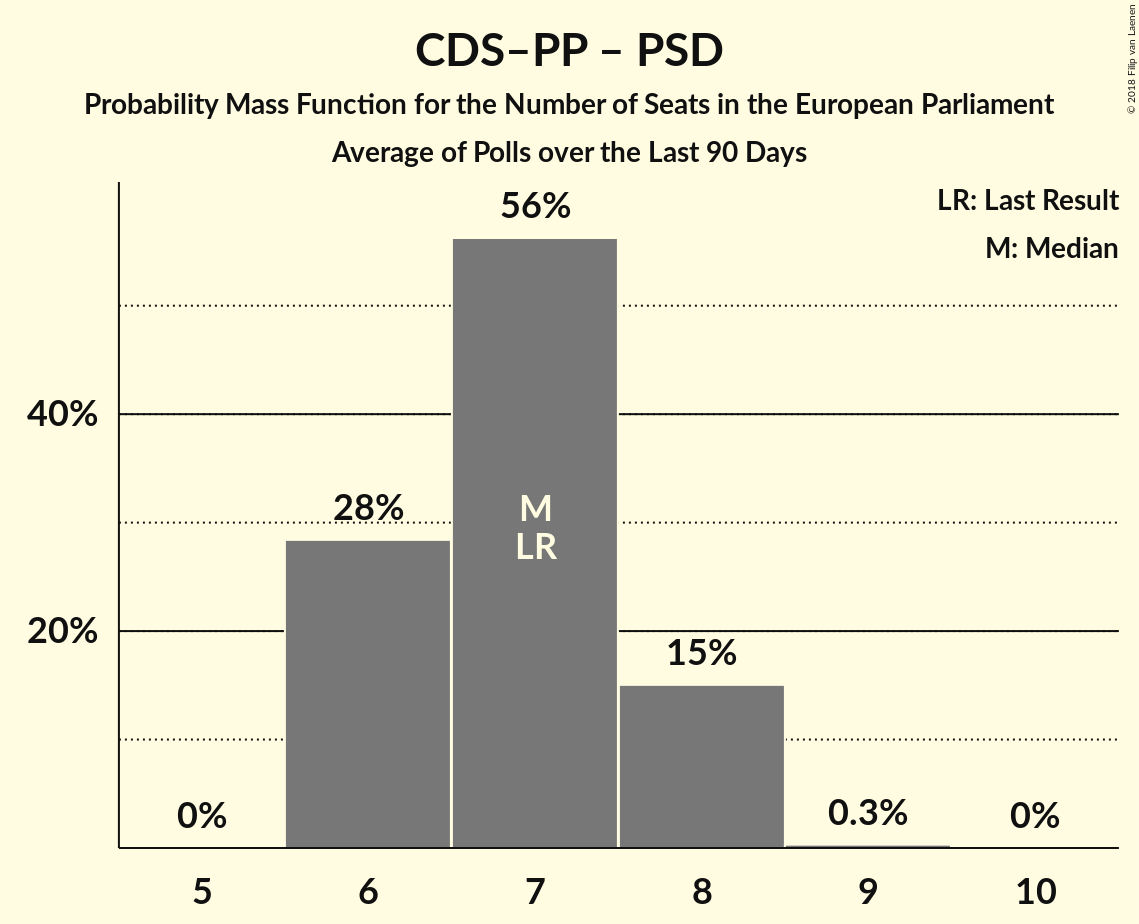 CDS–PP – PSD
Probability Mass Function for the Number of Seats in the European Parliament
Average of Polls over the Last 90 Days
© 2018 Filip van Laenen
LR: Last Result
M: Median
56%
40%
28%
M
LR
20%
15%
0%
0.3%
0%
5 6 7 8 9 10